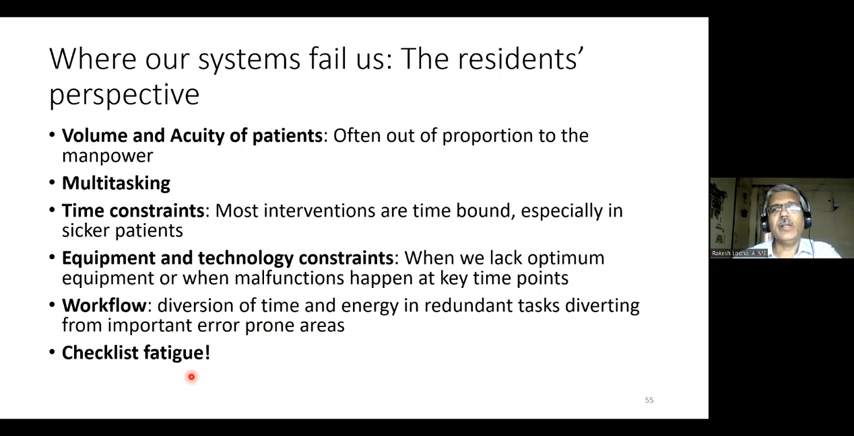 Where our systems fail us: The residents'
perspective
• Volume and Acuity of patients: Often out of proportion to the
manpower
• Multitasking
• Time constraints: Most interventions are time bound, especially in
sicker patients
• Equipment and technology constraints: When we lack optimum
equipment or when malfunctions happen at key time points
• Workflow: diversion of time and energy in redundant tasks diverting
from important error prone areas
• Checklist fatigue!
55
Rakesh Lodha